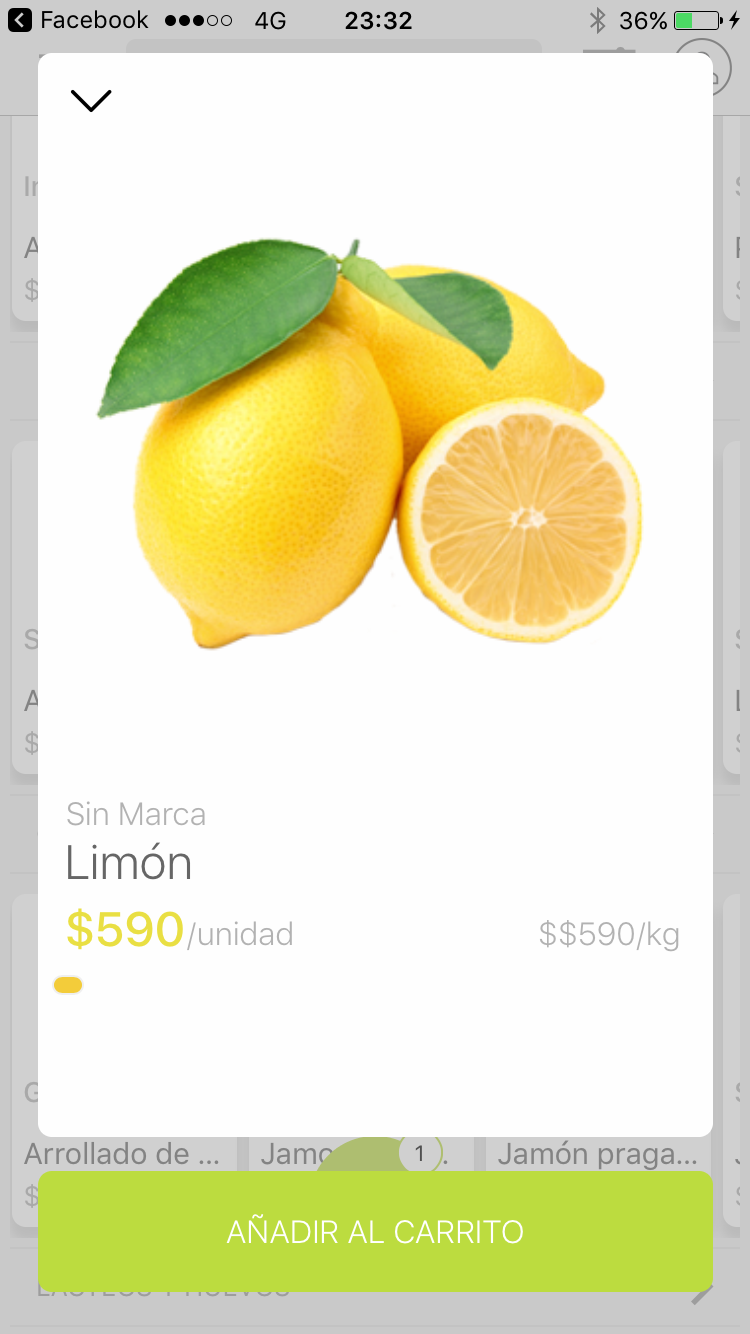 Facebook 4G 23:32 36%
Sin Marca
Limón
$590/unidad $$590/kg
Arrollado de ... Jamón praga...
1
AÑADIR AL CARRITO